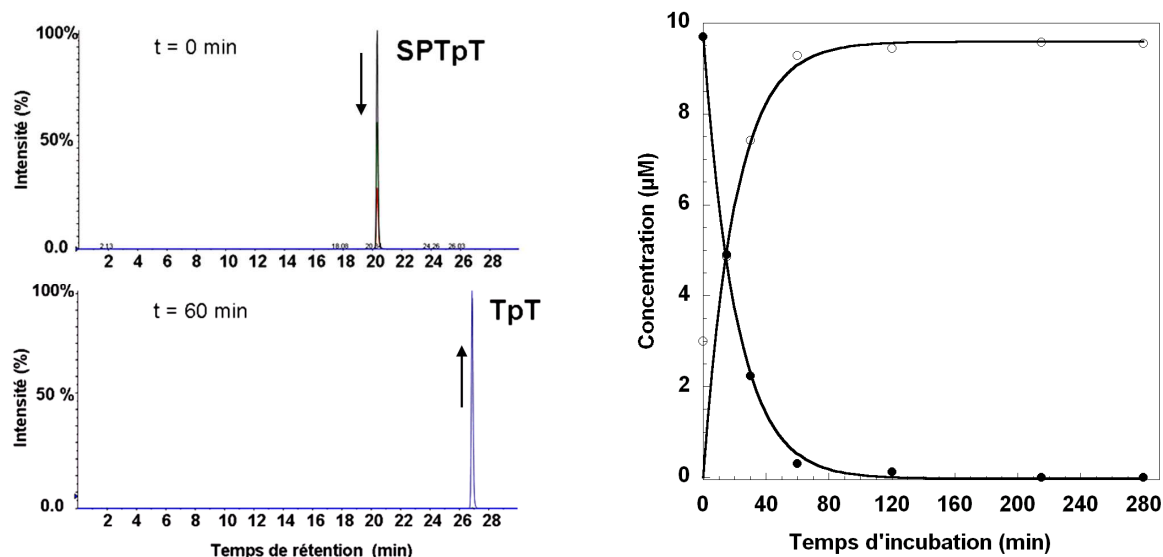 100%
t = 0 min
SPTpT
Intensité (%)
50%
0.0
2.13
18.08
24.26
26.03
2 4 6 8 10 12 14 16 18 20 22 24 26 28
100%
t = 60 min
TpT
Intensité (%)
50 %
0.0
2 4 6 8 10 12 14 16 18 20 22 24 26 28
Temps de rétention (min)
10
8
6
4
2
0
Concentration (µM)
0 40 80 120 160 200 240 280
Temps d'incubation (min)